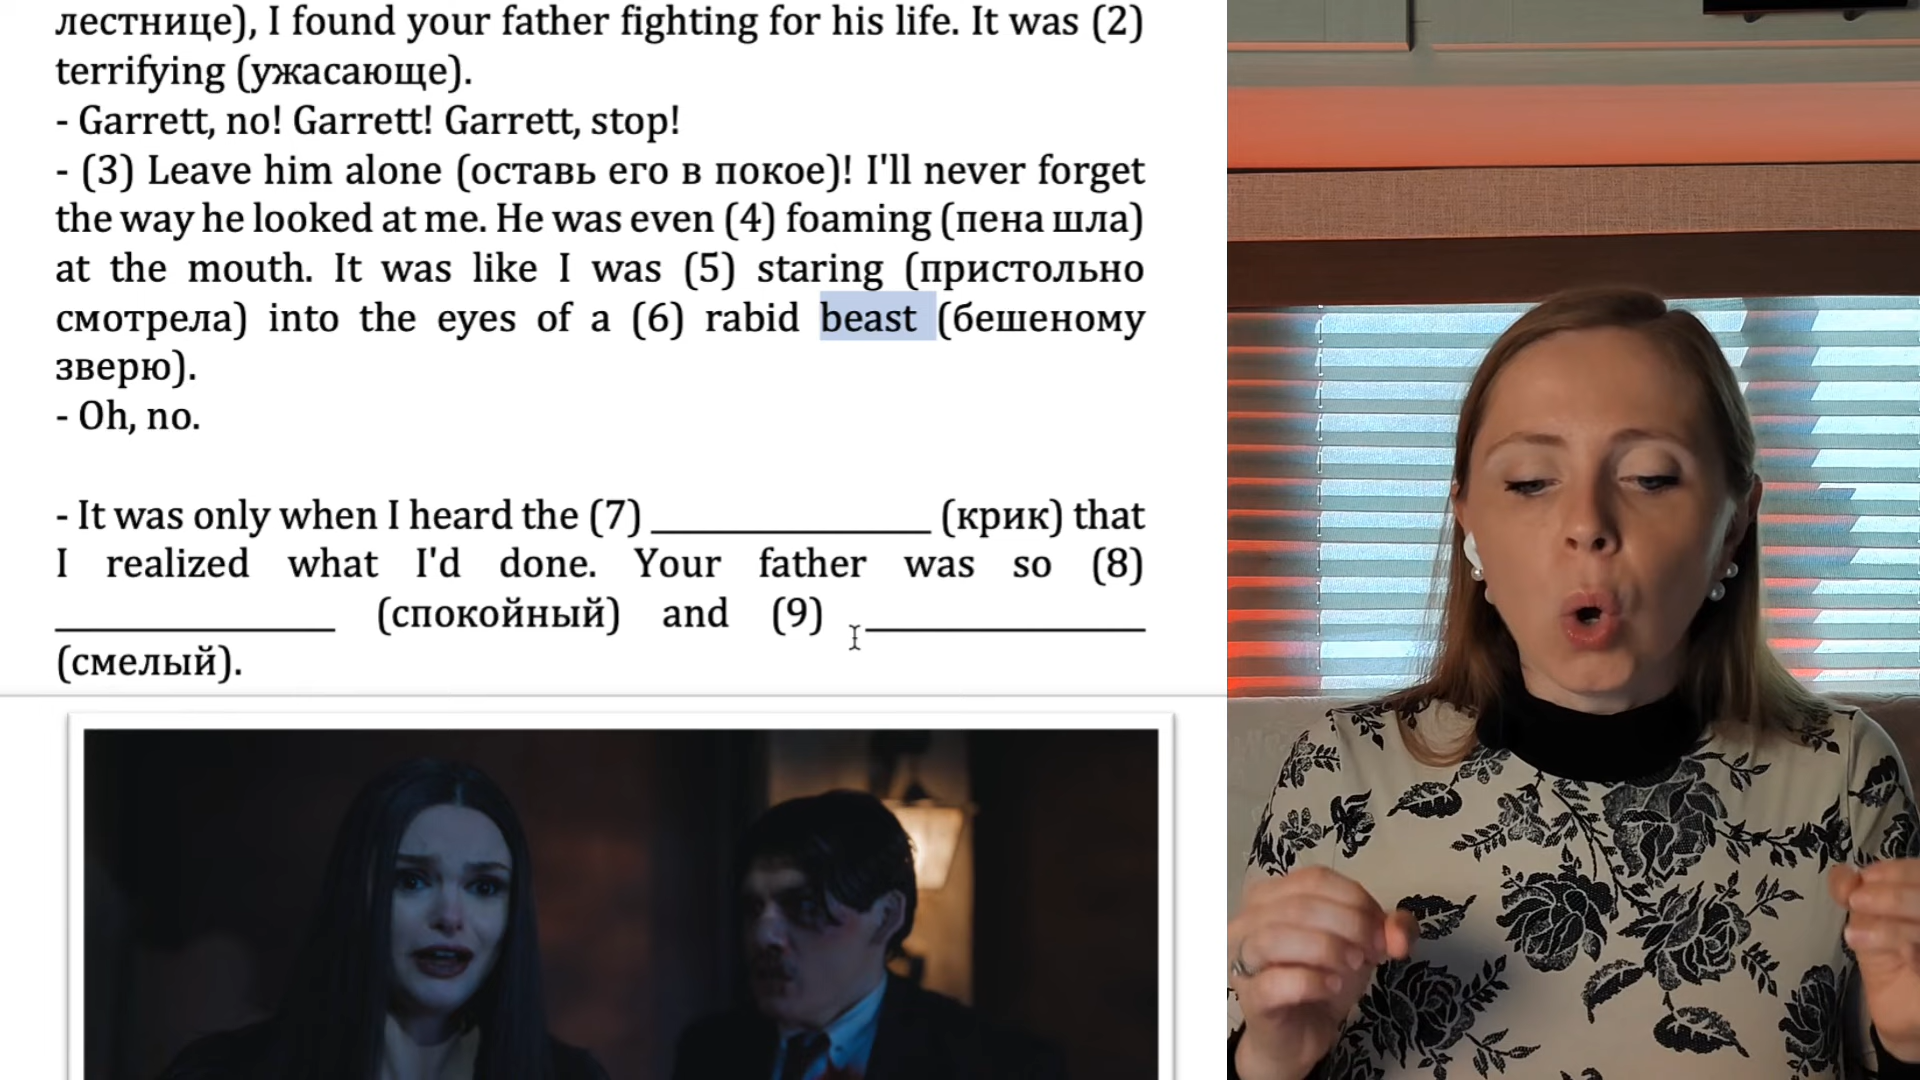 лестнице), I found your father fighting for his life. It was (2)
terrifying (ужасающе).
- Garrett, no! Garrett! Garrett, stop!
- (3) Leave him alone (оставь его в покое)! I'll never forget
the way he looked at me. He was even (4) foaming (пена шла)
at the mouth. It was like I was (5) staring (пристольно
смотрела) into the eyes of a (6) rabid beast (бешеному
зверю).
- Oh, no.
- It was only when I heard the (7) ______________ (крик) that
I realized what I'd done. Your father was so (8)
______________ (спокойный) and (9) ______________
(смелый).